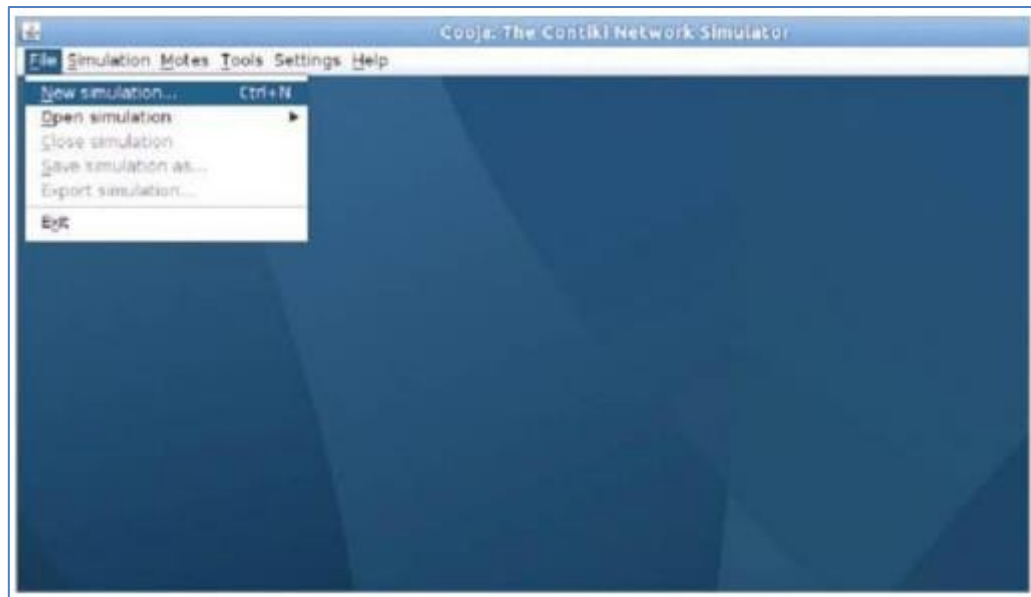 Cooja: The Contiki Network Simulator
File Simulation Motes Tools Settings Help
New simulation... Ctrl+N
Open simulation
Close simulation
Save simulation as...
Export simulation...
Exit